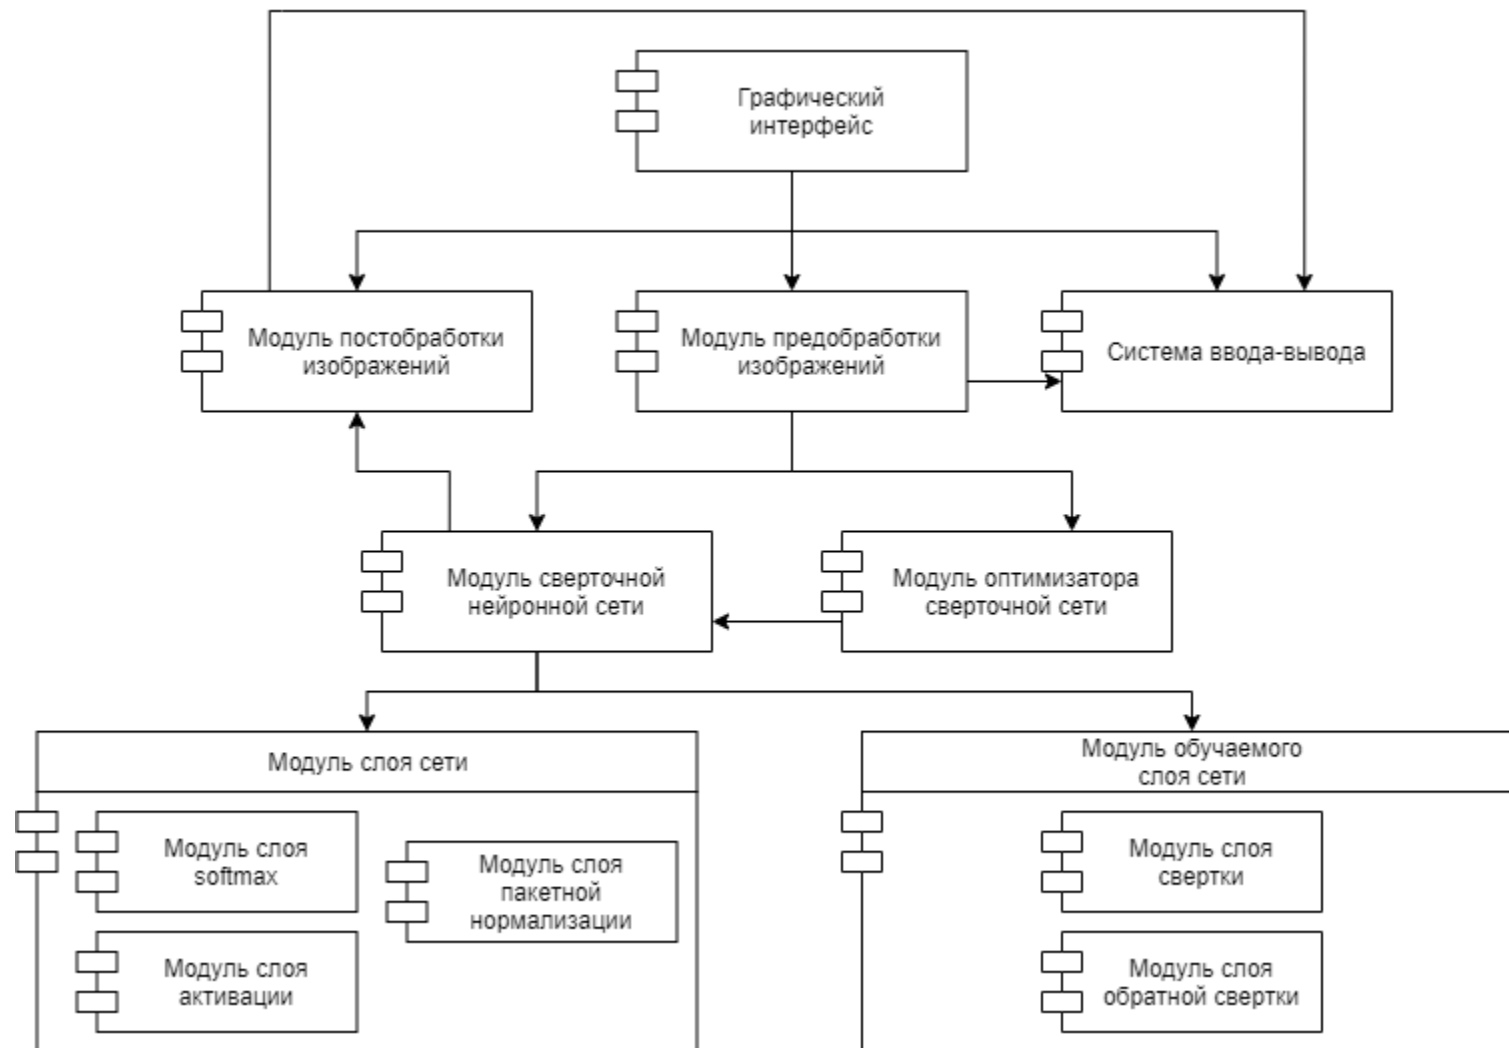 Графический
интерфейс
Модуль постобработки
изображений
Модуль предобработки
изображений
Система ввода-вывода
Модуль сверточной
нейронной сети
Модуль оптимизатора
сверточной сети
Модуль слоя сети
Модуль обучаемого
слоя сети
Модуль слоя
softmax
Модуль слоя
пакетной
нормализации
Модуль слоя
активации
Модуль слоя
свертки
Модуль слоя
обратной свертки